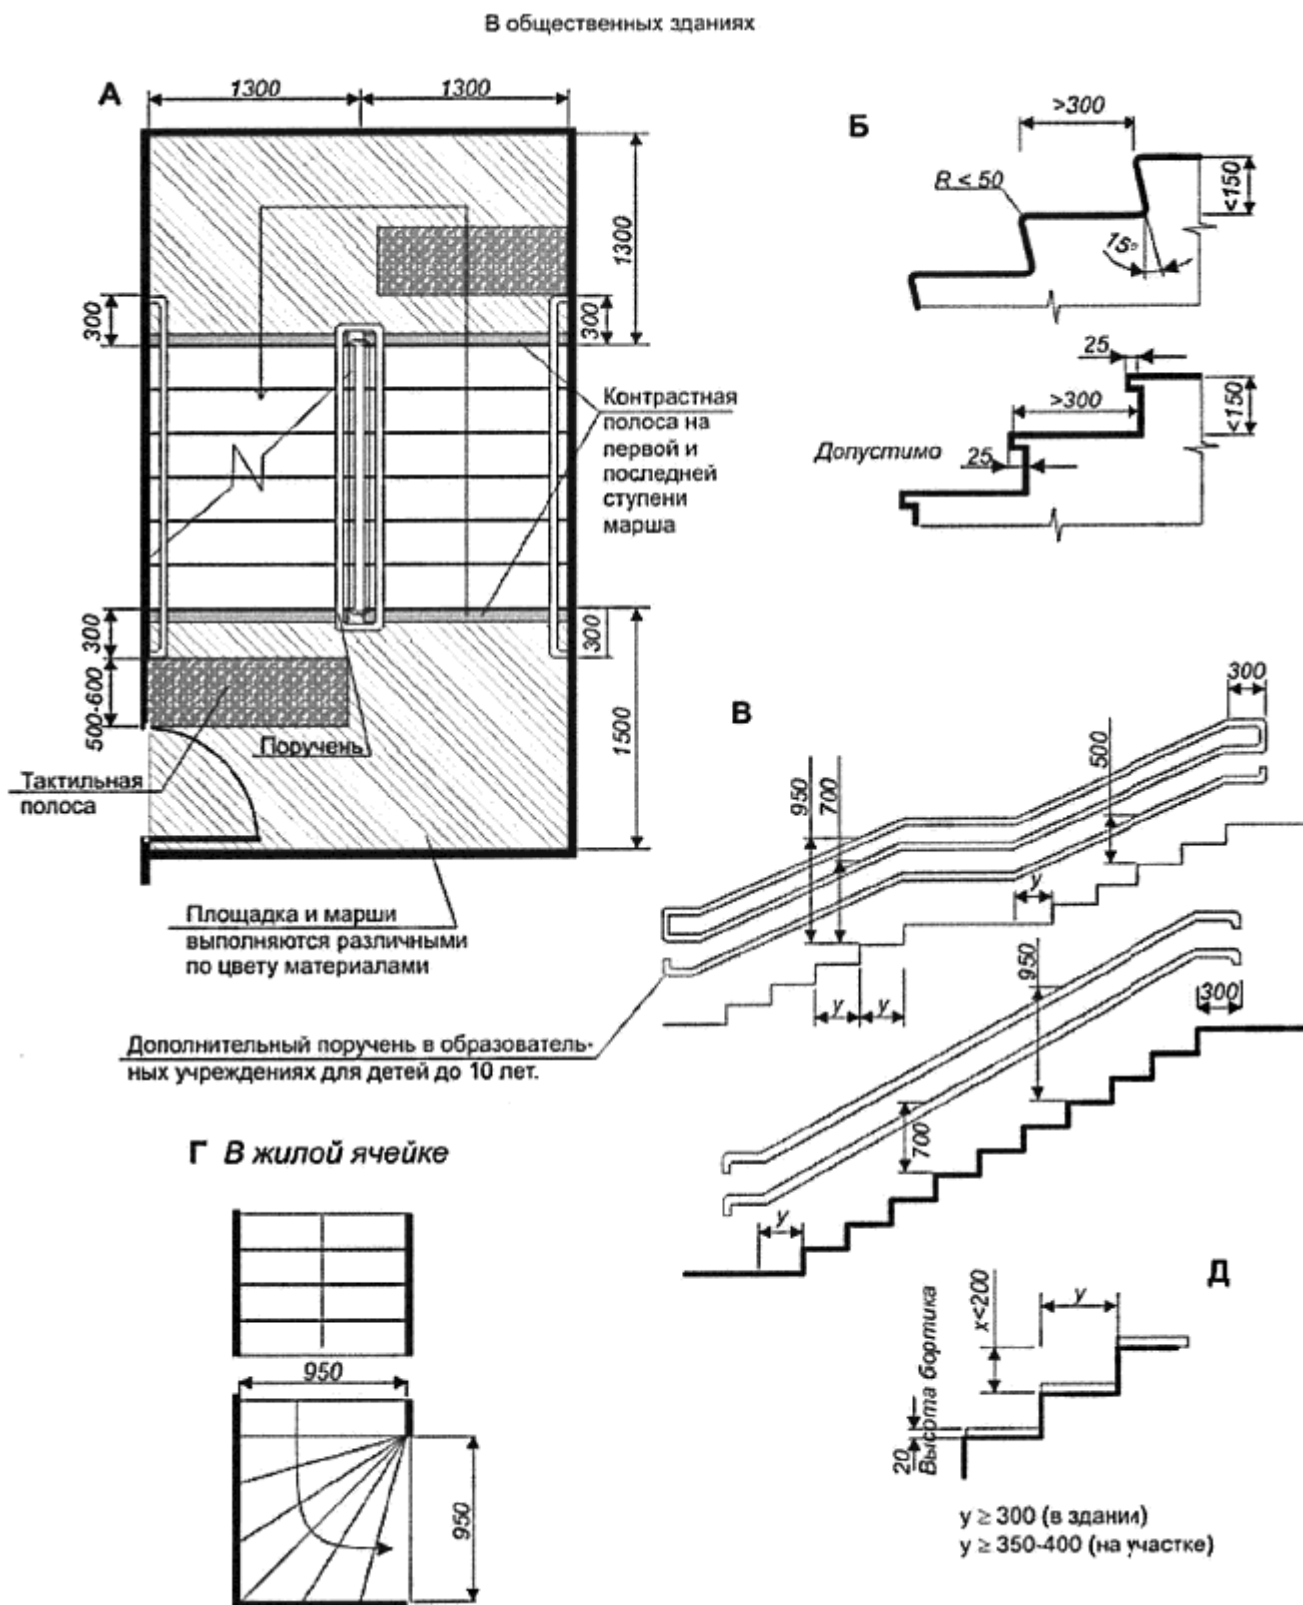 В общественных зданиях
А
1300
1300
1300
300
300
Контрастная
полоса на
первой и
последней
ступени
марша
300
300
500-600
1500
Поручень
Тактильная
полоса
Площадка и марши
выполняются различными
по цвету материалами
Дополнительный поручень в образователь-
ных учреждениях для детей до 10 лет.
Б
>300
R < 50
<150
15°
25
>300
<150
Допустимо
25
В
300
500
950
700
y
y
y
950
300
700
y
Г В жилой ячейке
950
950
Д
x<200
y
Высота бортика
20
y ≥ 300 (в здании)
y ≥ 350-400 (на участке)